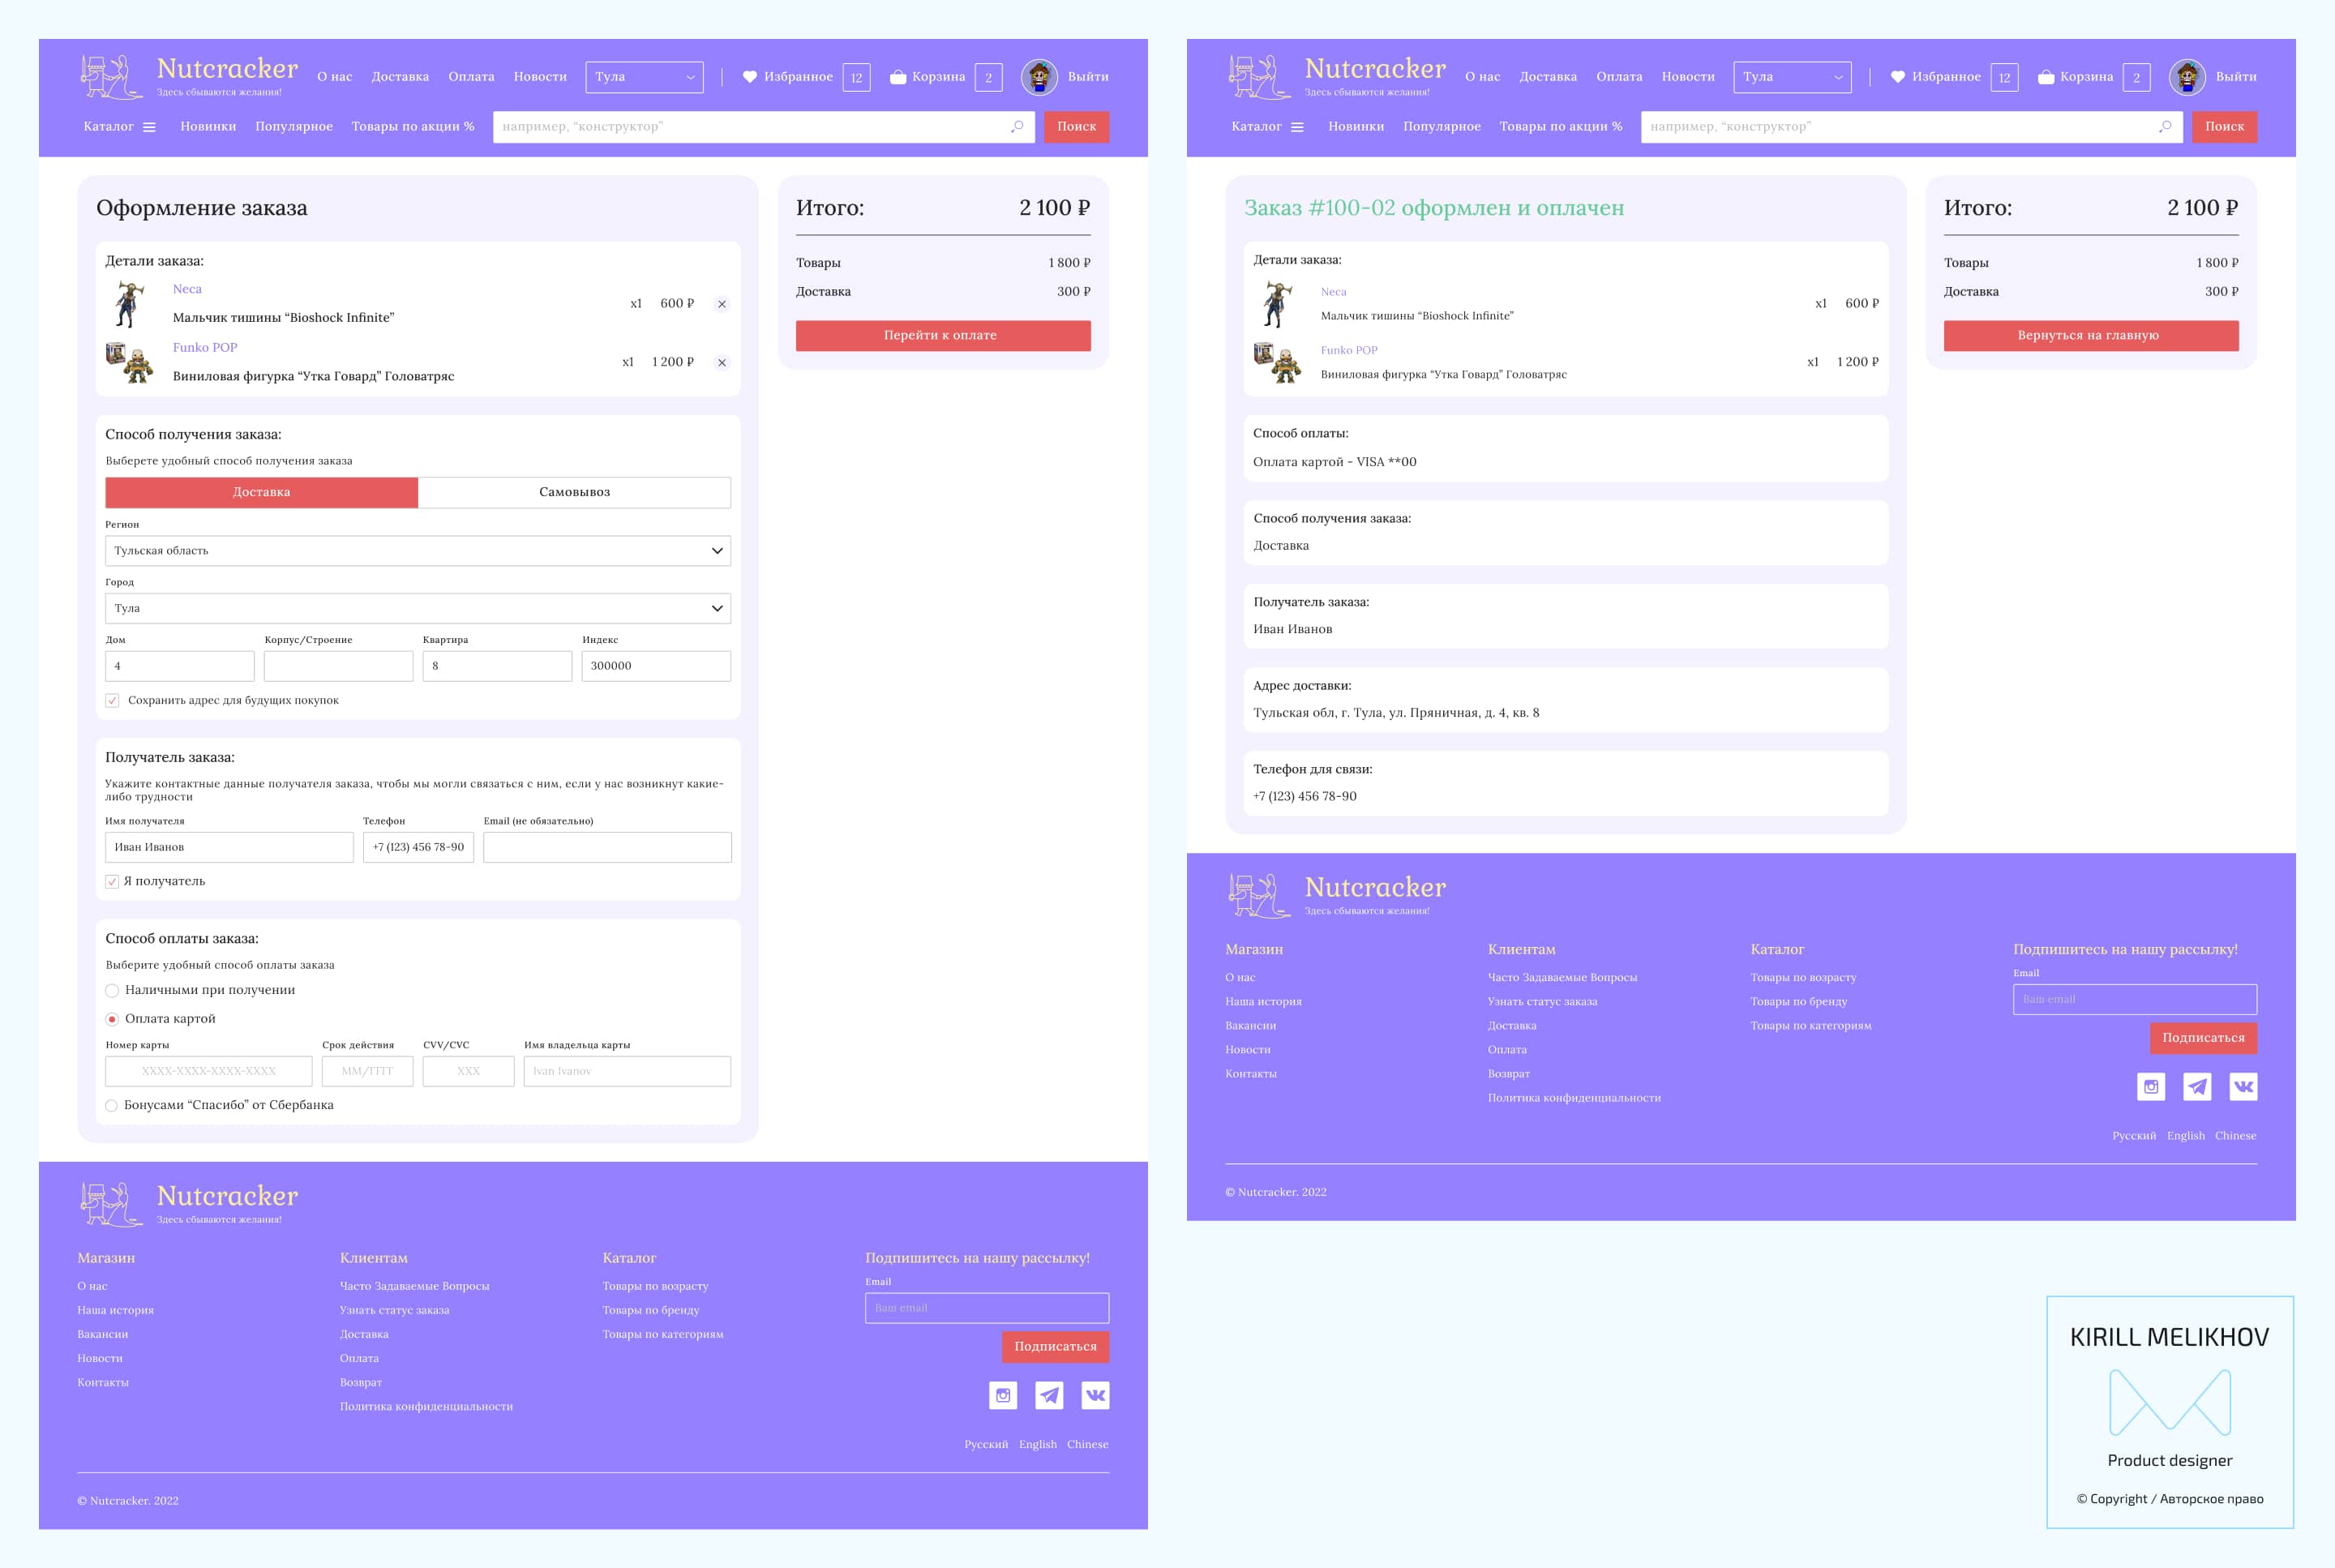 Nutcracker
Здесь сбываются желания!
О нас Доставка Оплата Новости Тула Избранное 12 Корзина 2 Выйти
Каталог Новинки Популярное Товары по акции % например, “конструктор” Поиск
Оформление заказа
Детали заказа:
Neca
Мальчик тишины “Bioshock Infinite”
x1 600 ₽
Funko POP
Виниловая фигурка “Утка Говард” Головатряс
x1 1 200 ₽
Способ получения заказа:
Выберете удобный способ получения заказа
Доставка Самовывоз
Регион
Тульская область
Город
Тула
Дом Корпус/Строение Квартира Индекс
4 8 300000
Сохранить адрес для будущих покупок
Получатель заказа:
Укажите контактные данные получателя заказа, чтобы мы могли связаться с ним, если у нас возникнут какие-
либо трудности
Имя получателя Телефон Email (не обязательно)
Иван Иванов +7 (123) 456 78-90
Я получатель
Способ оплаты заказа:
Выберите удобный способ оплаты заказа
Наличными при получении
Оплата картой
Номер карты Срок действия CVV/CVC Имя владельца карты
XXXX-XXXX-XXXX-XXXX ММ/ГГГГ XXX Ivan Ivanov
Бонусами “Спасибо” от Сбербанка
Итого: 2 100 ₽
Товары 1 800 ₽
Доставка 300 ₽
Перейти к оплате
Nutcracker
Здесь сбываются желания!
Магазин
О нас
Наша история
Вакансии
Новости
Контакты
Клиентам
Часто Задаваемые Вопросы
Узнать статус заказа
Доставка
Оплата
Возврат
Политика конфиденциальности
Каталог
Товары по возрасту
Товары по бренду
Товары по категориям
Подпишитесь на нашу рассылку!
Email
Ваш email
Подписаться
Русский English Chinese
© Nutcracker. 2022
Nutcracker
Здесь сбываются желания!
О нас Доставка Оплата Новости Тула Избранное 12 Корзина 2 Выйти
Каталог Новинки Популярное Товары по акции % например, “конструктор” Поиск
Заказ #100-02 оформлен и оплачен
Детали заказа:
Neca
Мальчик тишины “Bioshock Infinite”
x1 600 ₽
Funko POP
Виниловая фигурка “Утка Говард” Головатряс
x1 1 200 ₽
Способ оплаты:
Оплата картой - VISA **00
Способ получения заказа:
Доставка
Получатель заказа:
Иван Иванов
Адрес доставки:
Тульская обл, г. Тула, ул. Пряничная, д. 4, кв. 8
Телефон для связи:
+7 (123) 456 78-90
Итого: 2 100 ₽
Товары 1 800 ₽
Доставка 300 ₽
Вернуться на главную
Nutcracker
Здесь сбываются желания!
Магазин
О нас
Наша история
Вакансии
Новости
Контакты
Клиентам
Часто Задаваемые Вопросы
Узнать статус заказа
Доставка
Оплата
Возврат
Политика конфиденциальности
Каталог
Товары по возрасту
Товары по бренду
Товары по категориям
Подпишитесь на нашу рассылку!
Email
Ваш email
Подписаться
Русский English Chinese
© Nutcracker. 2022
KIRILL MELIKHOV
Product designer
© Copyright / Авторское право